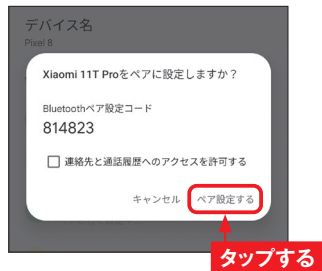 デバイス名
Pixel 8
Xiaomi 11T Proをペアに設定しますか？
Bluetoothペア設定コード
814823
連絡先と通話履歴へのアクセスを許可する
キャンセル ペア設定する
タップする